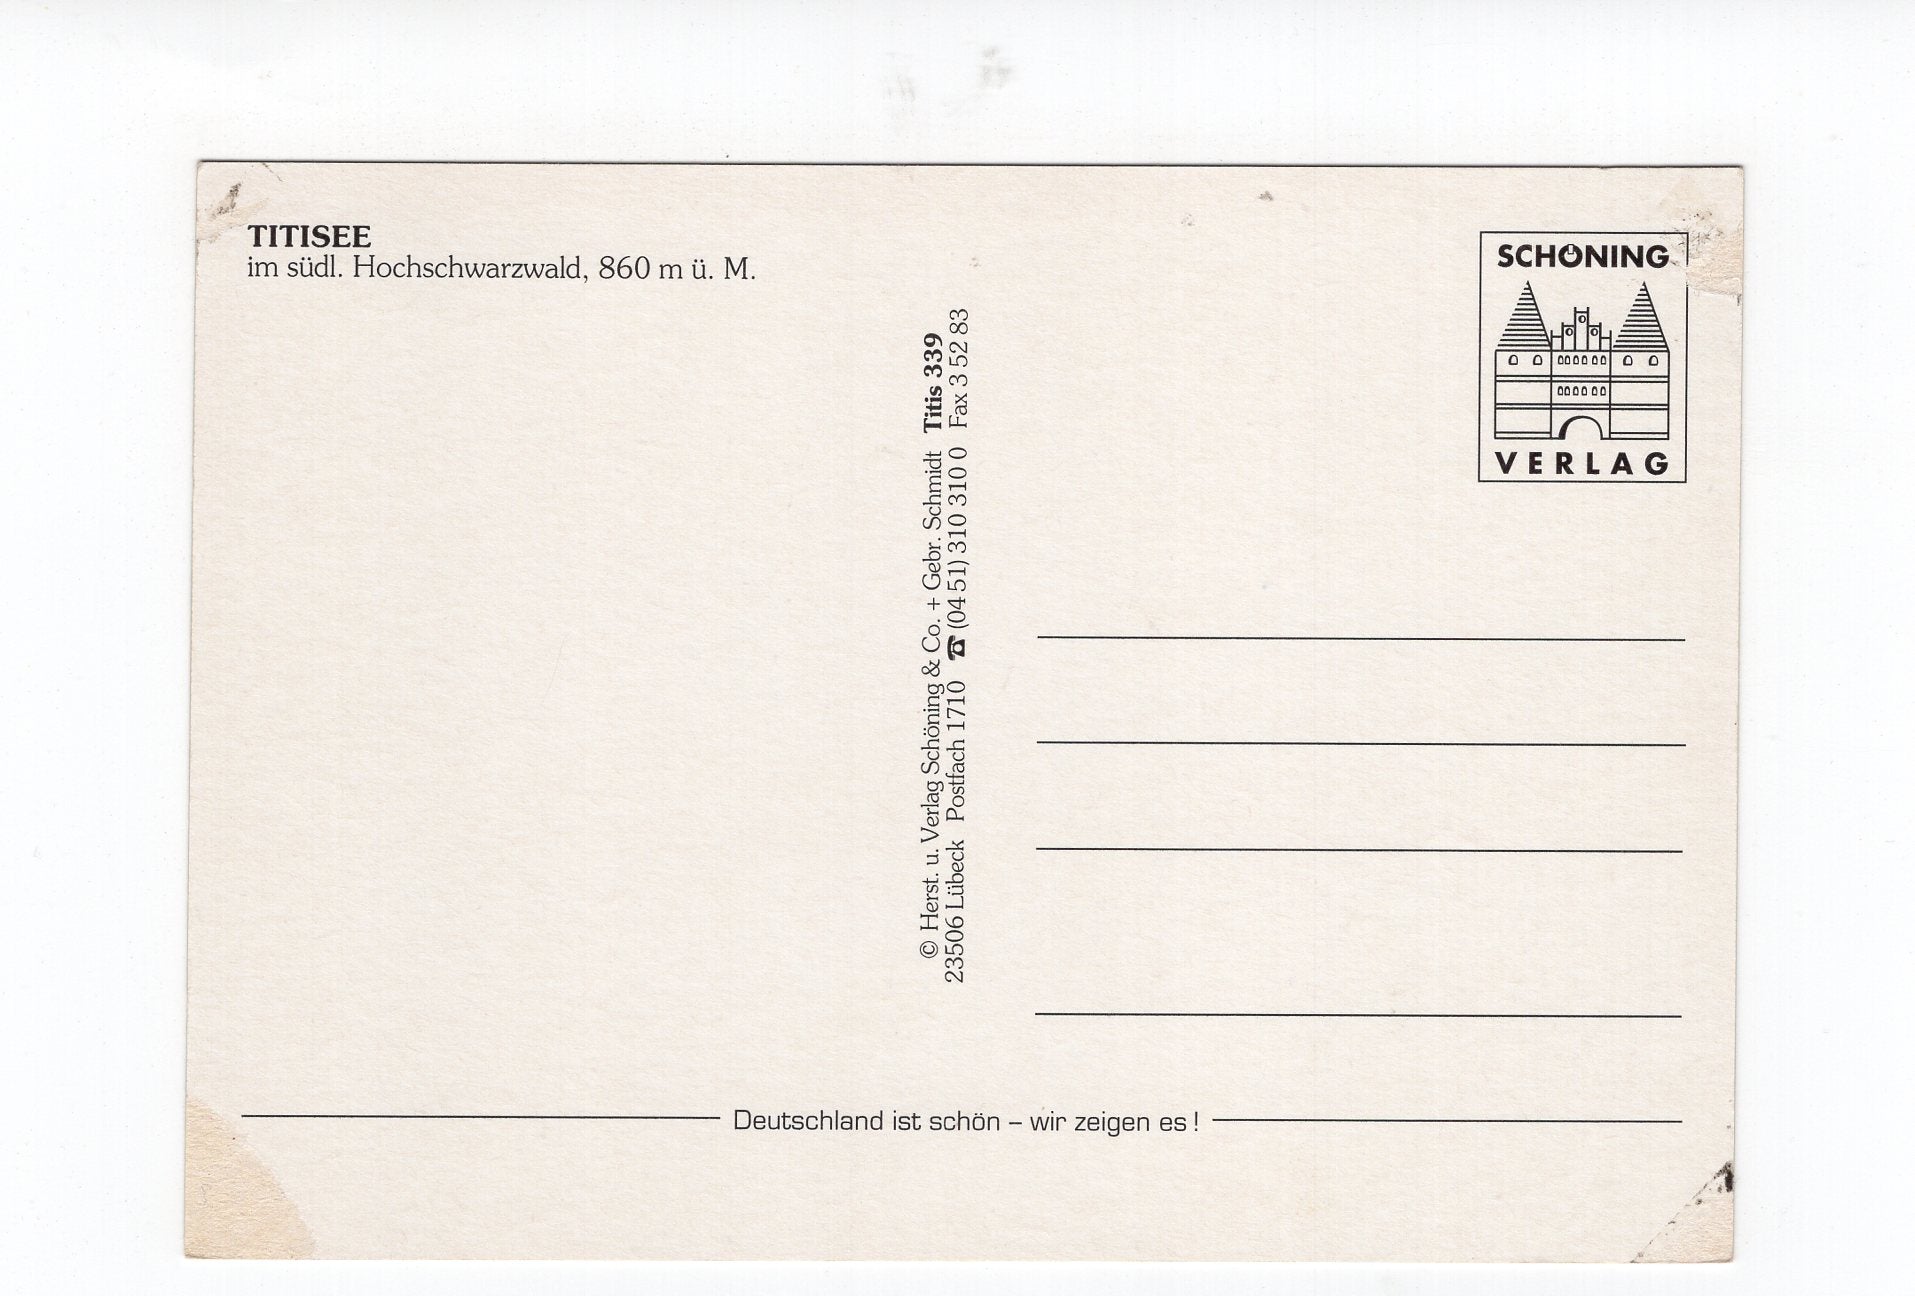 TITISEE
im südl. Hochschwarzwald, 860 m ü. M.
© Herst. u. Verlag Schöning & Co. + Gebr. Schmidt Titis 339
23506 Lübeck Postfach 1710 ☎ (04 51) 310 310 0 Fax 3 52 83
SCHÖNING
VERLAG
Deutschland ist schön – wir zeigen es !